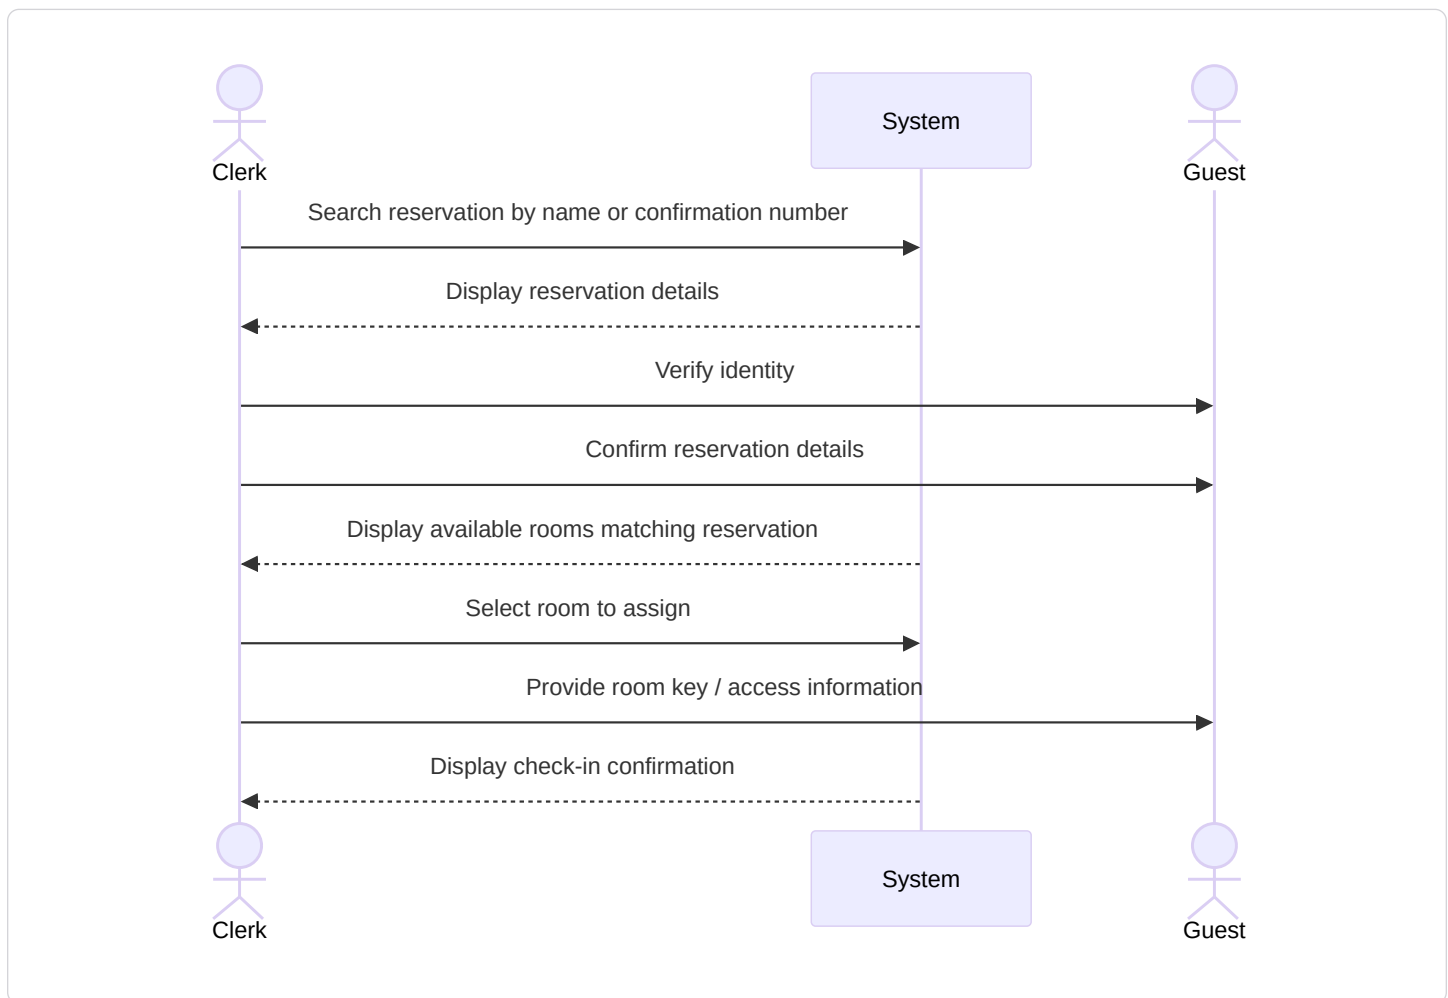 System
Clerk
Guest
Search reservation by name or confirmation number
Display reservation details
Verify identity
Confirm reservation details
Display available rooms matching reservation
Select room to assign
Provide room key / access information
Display check-in confirmation
System
Clerk
Guest